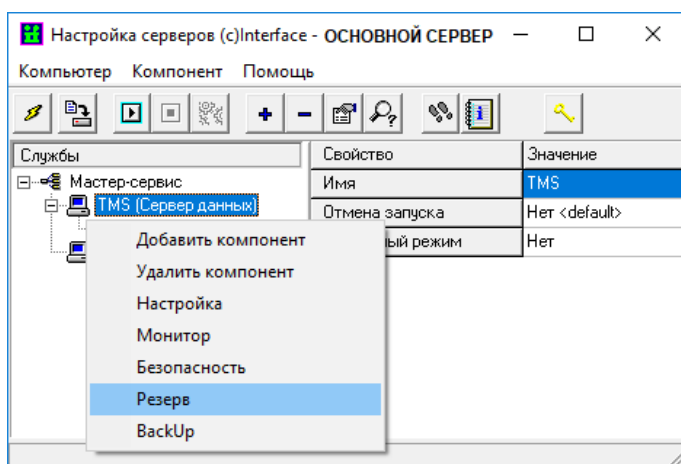 Настройка серверов (c)Interface - ОСНОВНОЙ СЕРВЕР
Компьютер Компонент Помощь
Службы Свойство Значение
Мастер-сервис Имя TMS
TMS (Сервер данных) Отмена запуска Нет <default>
ый режим Нет
Добавить компонент
Удалить компонент
Настройка
Монитор
Безопасность
Резерв
BackUp